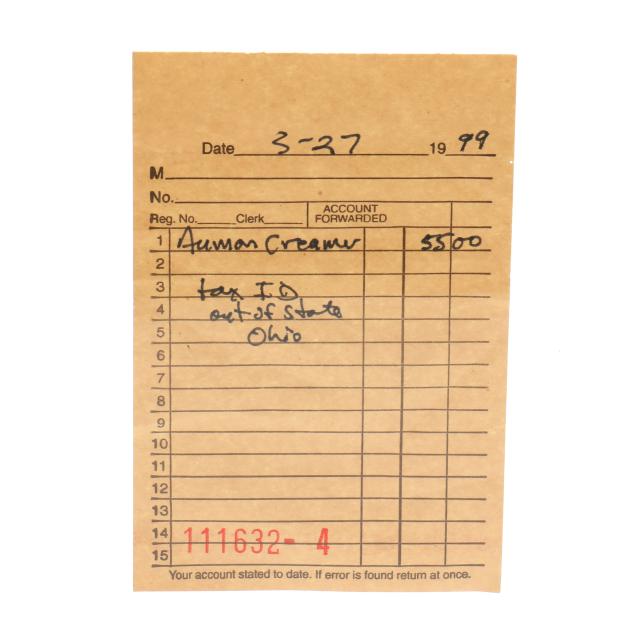 Date 3-27 19 99
M
No.
Reg. No. Clerk ACCOUNT FORWARDED
1 Auman Creamer 55 00
2
3 tax ID
4 out of state
5 Ohio
6
7
8
9
10
11
12
13
14 111632- 4
15
Your account stated to date. If error is found return at once.